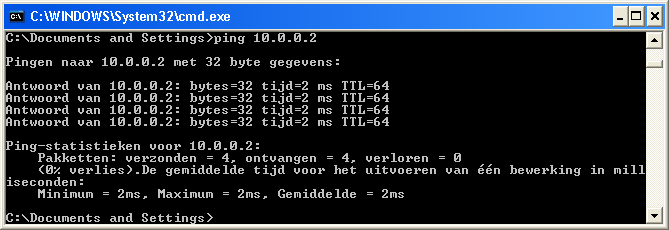 C:\WINDOWS\System32\cmd.exe
C:\Documents and Settings>ping 10.0.0.2
Pingen naar 10.0.0.2 met 32 byte gegevens:
Antwoord van 10.0.0.2: bytes=32 tijd=2 ms TTL=64
Antwoord van 10.0.0.2: bytes=32 tijd=2 ms TTL=64
Antwoord van 10.0.0.2: bytes=32 tijd=2 ms TTL=64
Antwoord van 10.0.0.2: bytes=32 tijd=2 ms TTL=64
Ping-statistieken voor 10.0.0.2:
Pakketten: verzonden = 4, ontvangen = 4, verloren = 0
(0% verlies).De gemiddelde tijd voor het uitvoeren van één bewerking in mill
iseconden:
Minimum = 2ms, Maximum = 2ms, Gemiddelde = 2ms
C:\Documents and Settings>